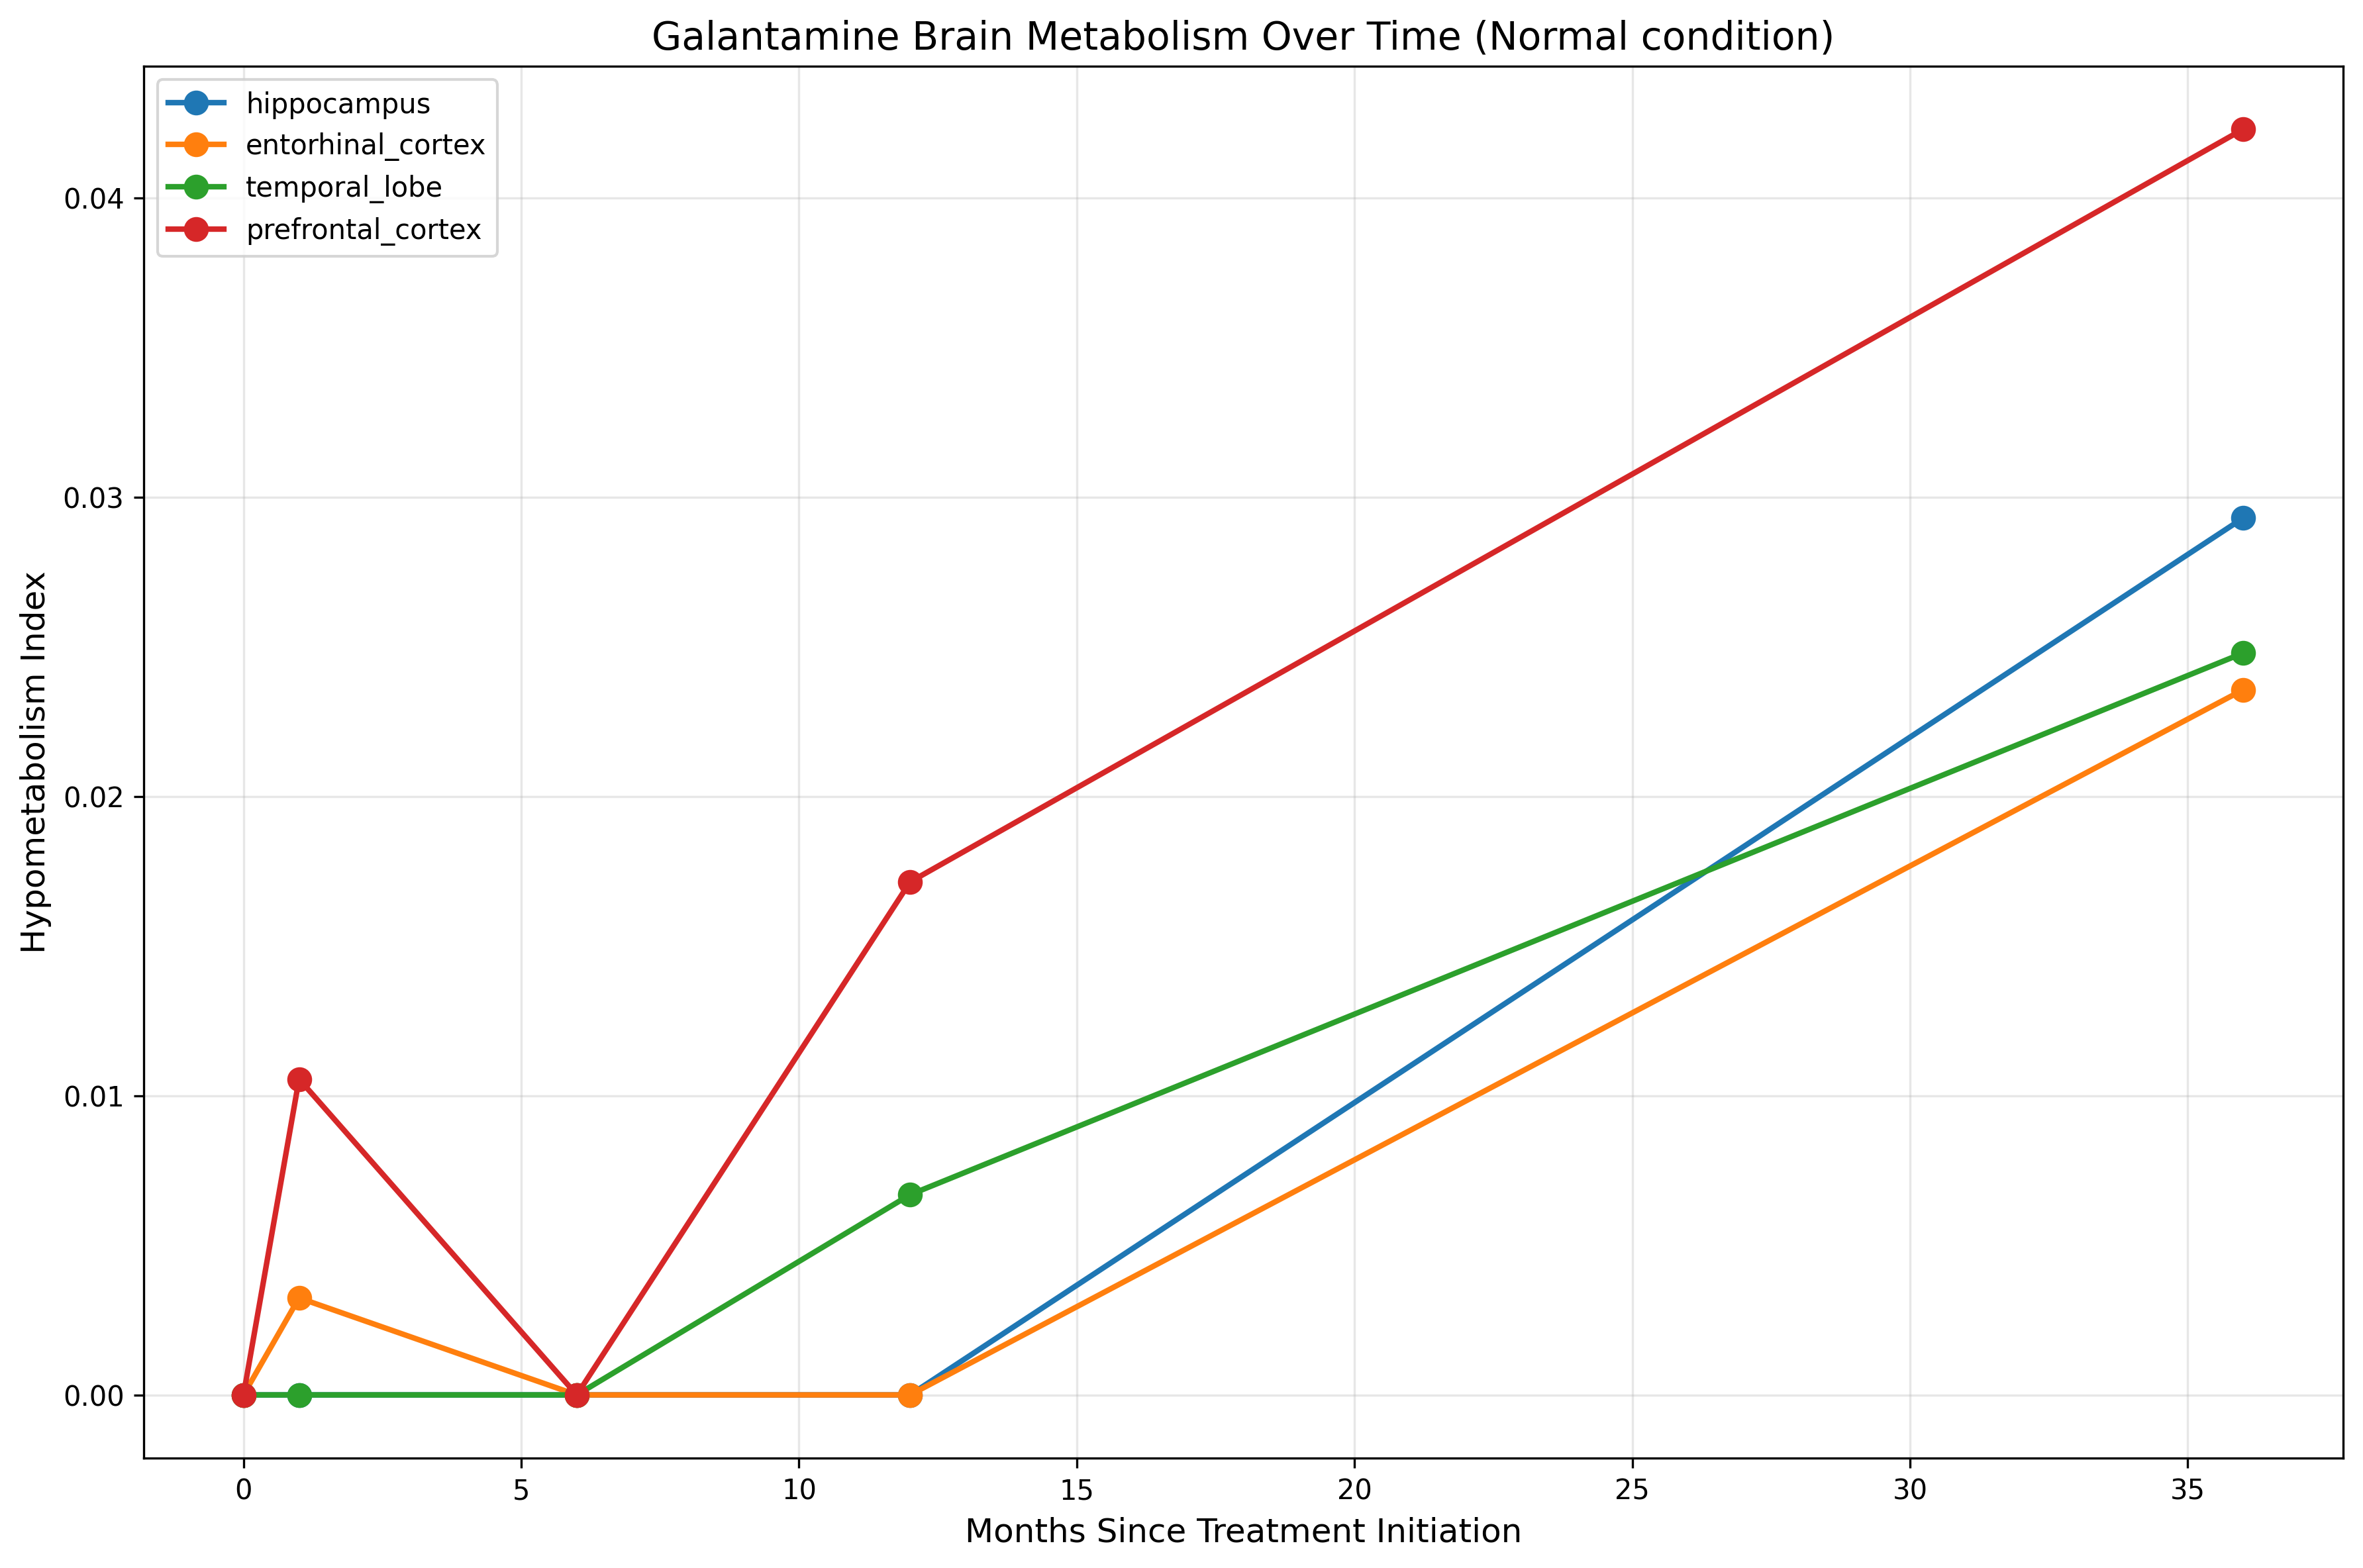 Galantamine Brain Metabolism Over Time (Normal condition)
hippocampus
entorhinal_cortex
temporal_lobe
prefrontal_cortex
Hypometabolism Index
0.04
0.03
0.02
0.01
0.00
0 5 10 15 20 25 30 35
Months Since Treatment Initiation